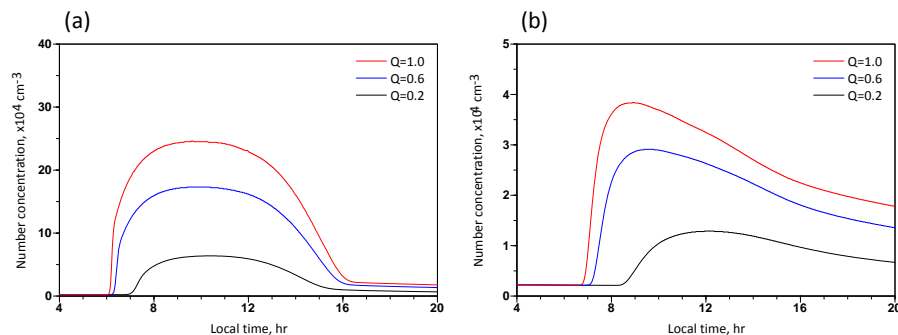 (a)
Number concentration, x10⁴ cm⁻³
40
30
20
10
0
4
8
12
16
20
Local time, hr
Q=1.0
Q=0.6
Q=0.2
(b)
Number concentration, x10⁴ cm⁻³
5
4
3
2
1
0
4
8
12
16
20
Local time, hr
Q=1.0
Q=0.6
Q=0.2